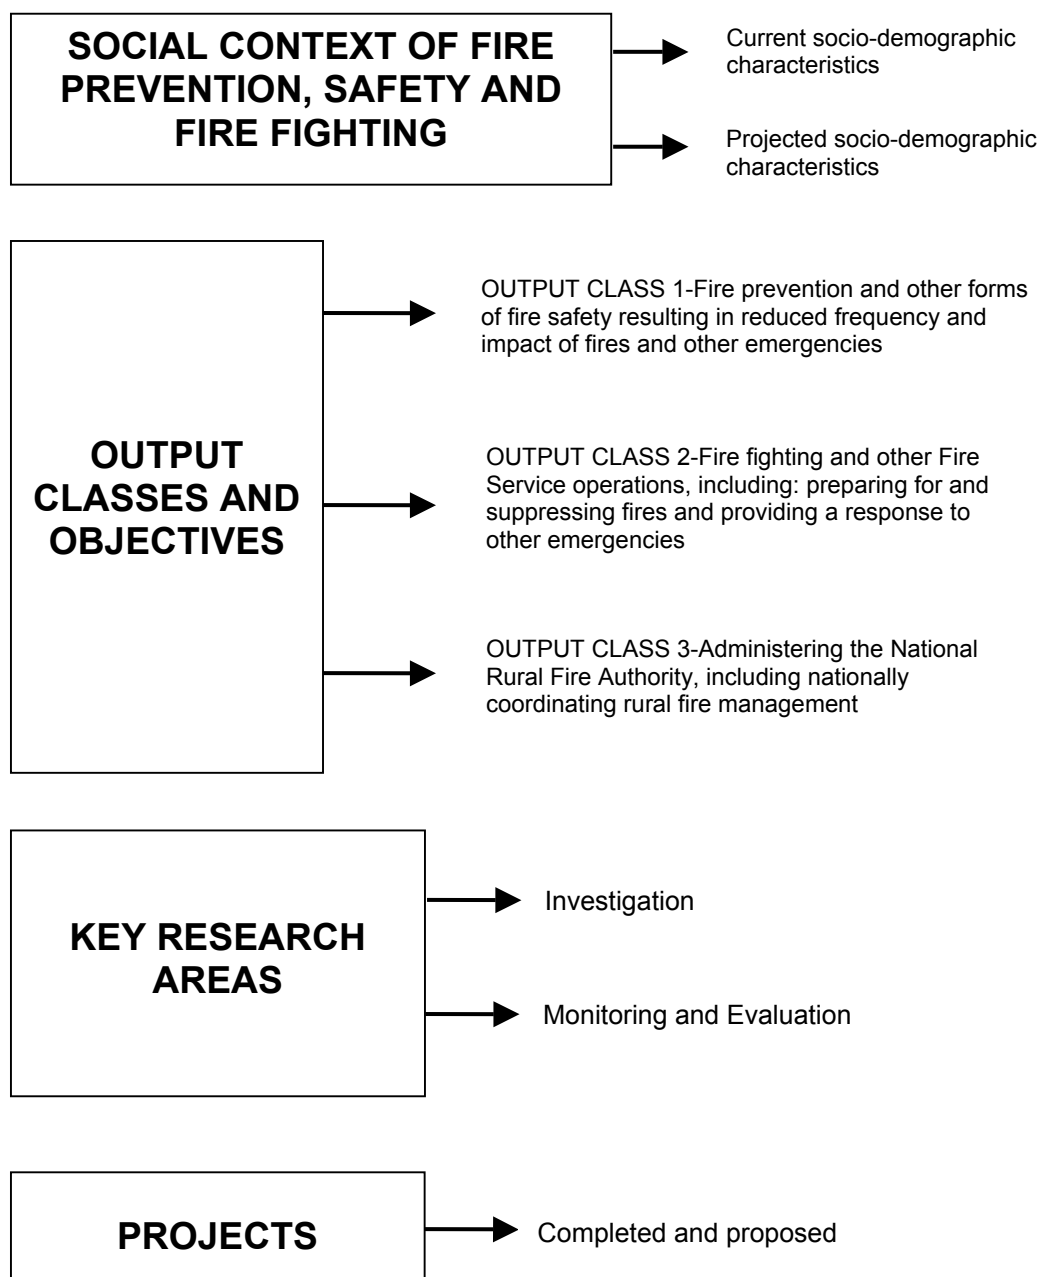 SOCIAL CONTEXT OF FIRE
PREVENTION, SAFETY AND
FIRE FIGHTING
Current socio-demographic
characteristics
Projected socio-demographic
characteristics
OUTPUT
CLASSES AND
OBJECTIVES
OUTPUT CLASS 1-Fire prevention and other forms
of fire safety resulting in reduced frequency and
impact of fires and other emergencies
OUTPUT CLASS 2-Fire fighting and other Fire
Service operations, including: preparing for and
suppressing fires and providing a response to
other emergencies
OUTPUT CLASS 3-Administering the National
Rural Fire Authority, including nationally
coordinating rural fire management
KEY RESEARCH
AREAS
Investigation
Monitoring and Evaluation
PROJECTS
Completed and proposed